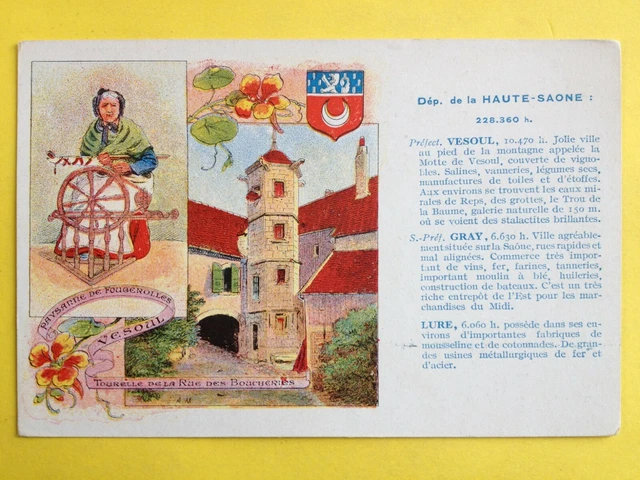 PAYSANNE DE FOUGEROLLES
VESOUL
TOURELLE DE LA RUE DES BOUCHERIES
Dép. de la HAUTE-SAONE :
228.360 h.
Préfect. VESOUL, 10.470 h. Jolie ville
au pied de la montagne appelée la
Motte de Vesoul, couverte de vigno-
bles. Salines, vanneries, légumes secs,
manufactures de toiles et d'étoffes.
Aux environs se trouvent les eaux mi-
rales de Reps, des grottes, le Trou de
la Baume, galerie naturelle de 150 m.
où se voient des stalactites brillantes.
S.-Préf. GRAY, 6.630 h. Ville agréable-
ment située sur la Saône, rues rapides et
mal alignées. Commerce très impor-
tant de vins, fer, farines, tanneries,
important moulin à blé, huileries,
construction de bateaux. C'est un très
riche entrepôt de l'Est pour les mar-
chandises du Midi.
LURE, 6.060 h. possède dans ses en-
virons d'importantes fabriques de
mousseline et de cotonnades. De gran-
des usines métallurgiques de fer et
d'acier.